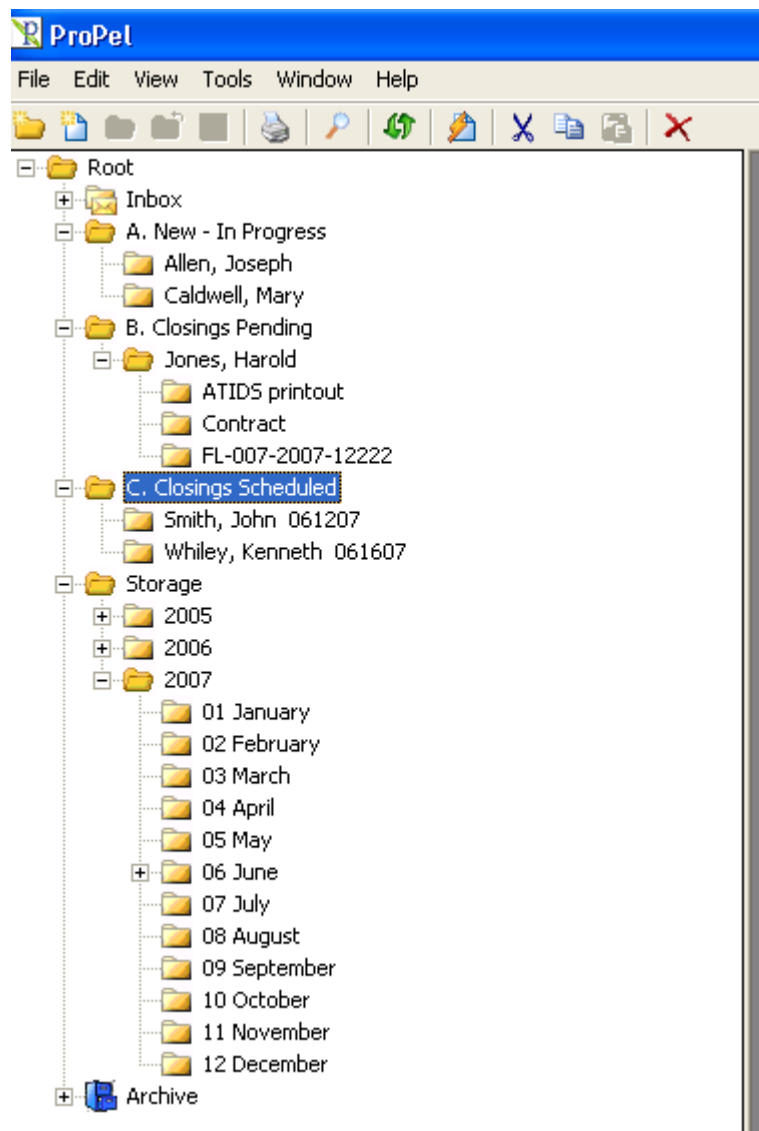 ProPel
File Edit View Tools Window Help
Root
Inbox
A. New - In Progress
Allen, Joseph
Caldwell, Mary
B. Closings Pending
Jones, Harold
ATIDS printout
Contract
FL-007-2007-12222
C. Closings Scheduled
Smith, John 061207
Whiley, Kenneth 061607
Storage
2005
2006
2007
01 January
02 February
03 March
04 April
05 May
06 June
07 July
08 August
09 September
10 October
11 November
12 December
Archive